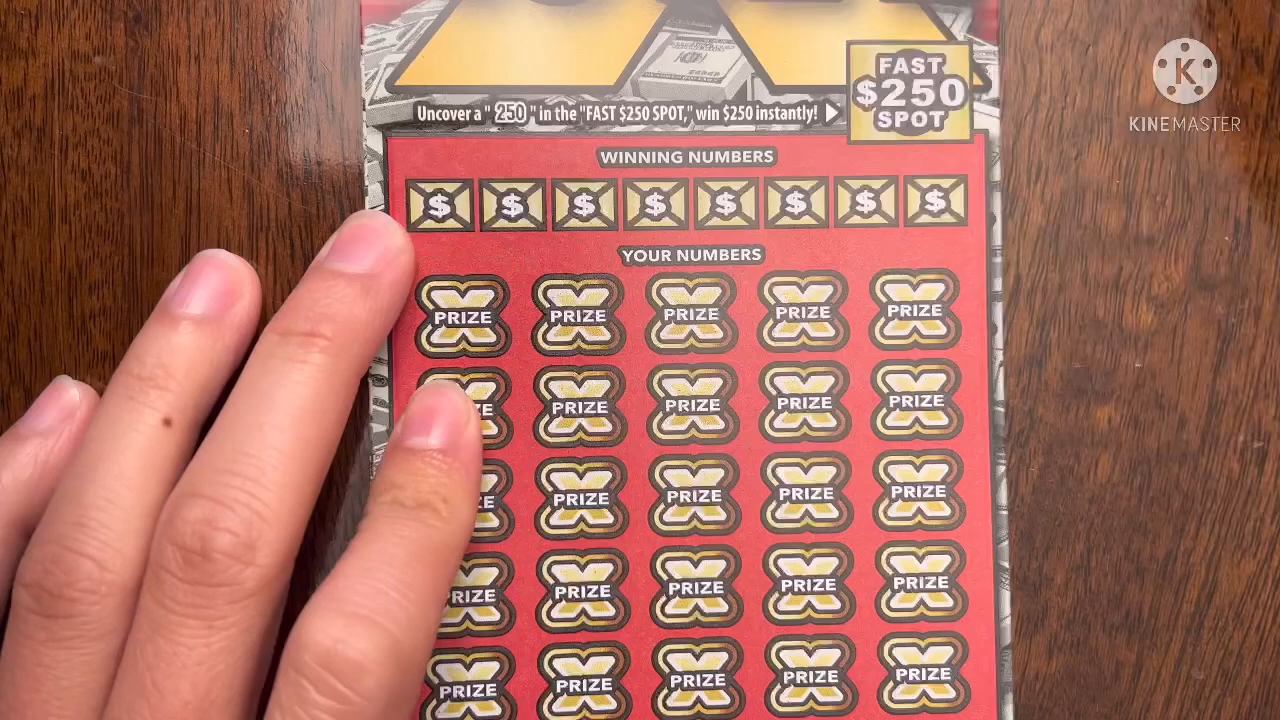 FAST
$250
SPOT
Uncover a "250" in the "FAST $250 SPOT," win $250 instantly!
K
KINEMASTER
WINNING NUMBERS
$ $ $ $ $ $ $ $
YOUR NUMBERS
PRIZE PRIZE PRIZE PRIZE PRIZE
PRIZE PRIZE PRIZE PRIZE
PRIZE PRIZE PRIZE PRIZE
PRIZE PRIZE PRIZE PRIZE PRIZE
PRIZE PRIZE PRIZE PRIZE PRIZE